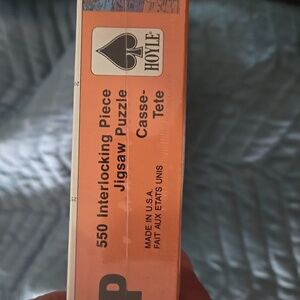 HOYLE®
550 Interlocking Piece
Jigsaw Puzzle
Casse-
Tete
MADE IN U.S.A.
FAIT AUX ETATS UNIS
P